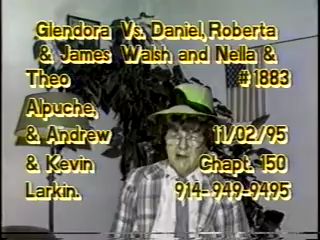 Glendora Vs. Daniel, Roberta
& James Walsh and Nella &
Theo #1883
Alpuche,
& Andrew 11/02/95
& Kevin Chapt. 150
Larkin. 914-949-9495